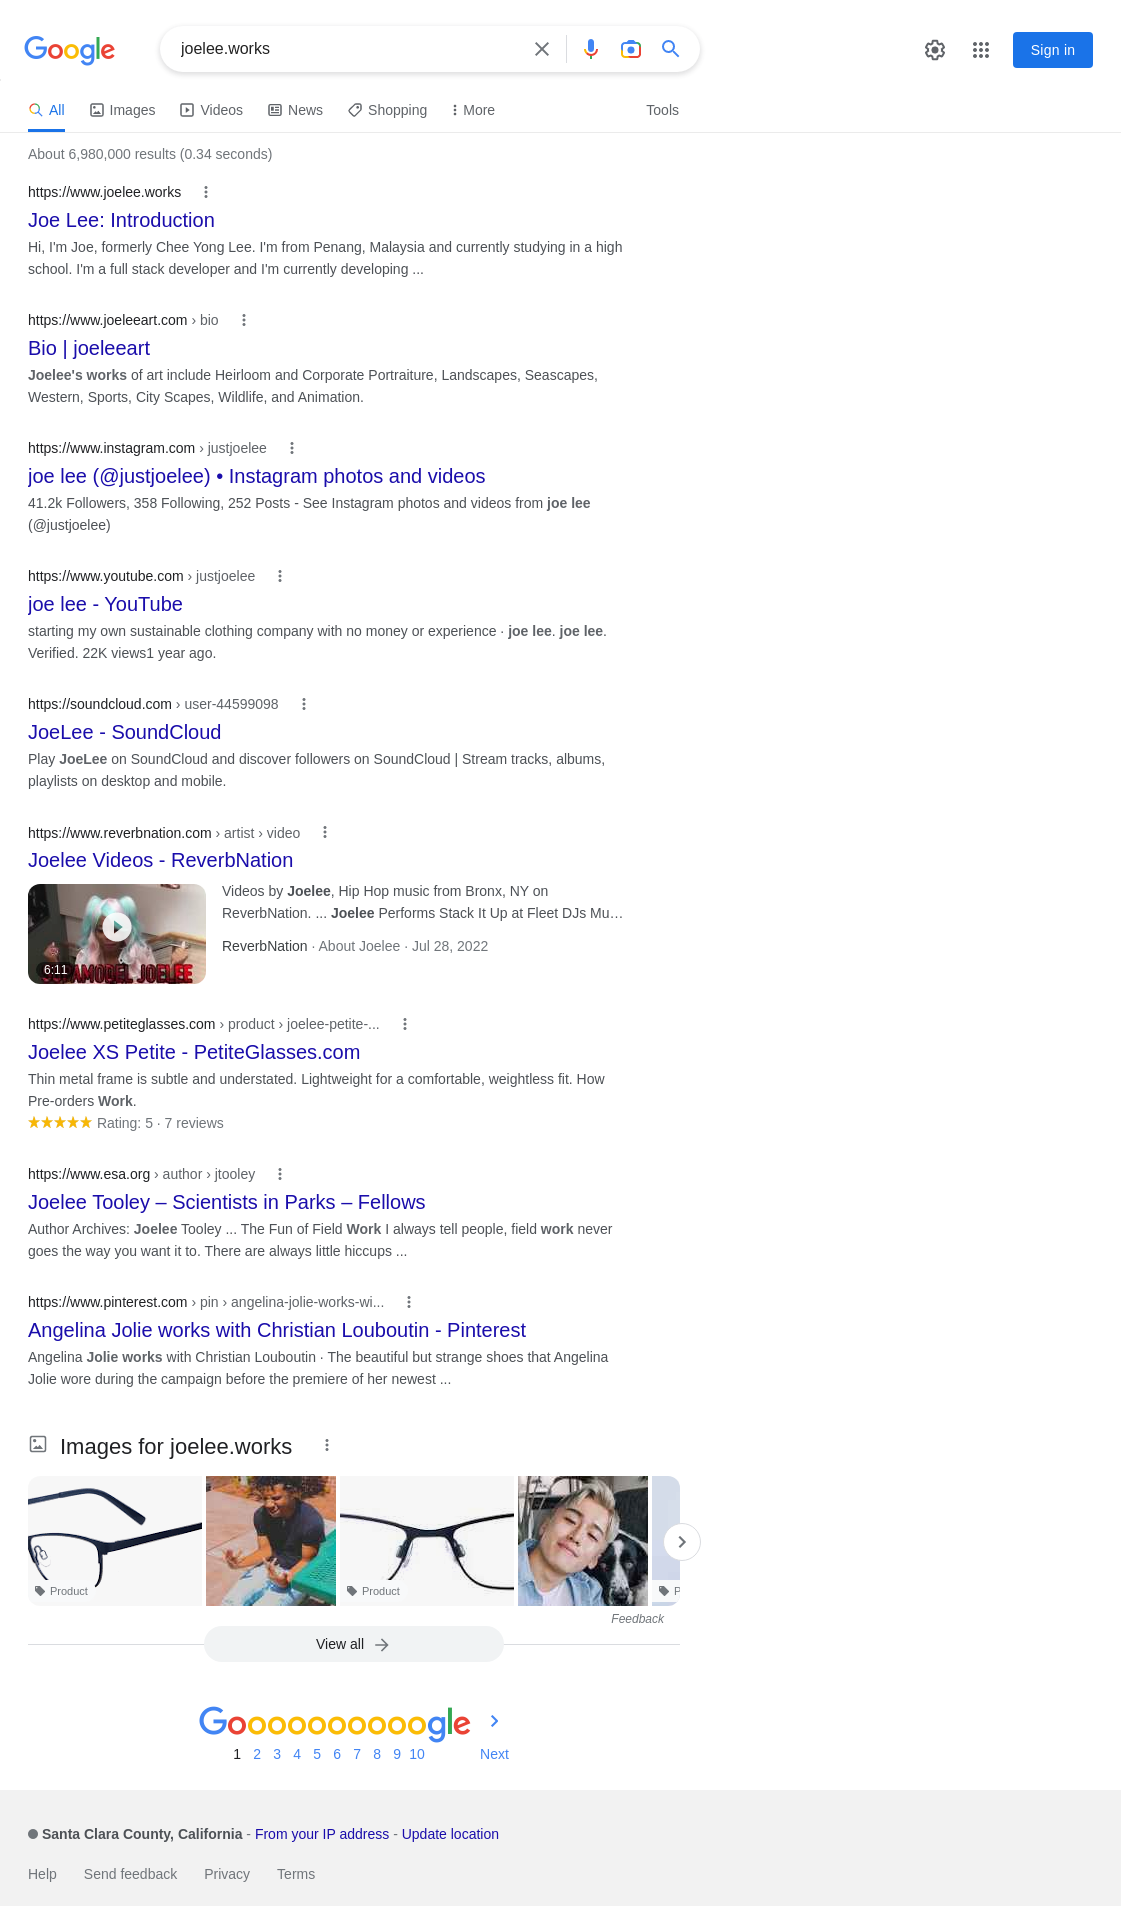 Google
joelee.works
Sign in
All
Images
Videos
News
Shopping
More
Tools
About 6,980,000 results (0.34 seconds)
https://www.joelee.works
Joe Lee: Introduction
Hi, I'm Joe, formerly Chee Yong Lee. I'm from Penang, Malaysia and currently studying in a high
school. I'm a full stack developer and I'm currently developing ...
https://www.joeleeart.com › bio
Bio | joeleeart
Joelee's works of art include Heirloom and Corporate Portraiture, Landscapes, Seascapes,
Western, Sports, City Scapes, Wildlife, and Animation.
https://www.instagram.com › justjoelee
joe lee (@justjoelee) • Instagram photos and videos
41.2k Followers, 358 Following, 252 Posts - See Instagram photos and videos from joe lee
(@justjoelee)
https://www.youtube.com › justjoelee
joe lee - YouTube
starting my own sustainable clothing company with no money or experience · joe lee. joe lee.
Verified. 22K views1 year ago.
https://soundcloud.com › user-44599098
JoeLee - SoundCloud
Play JoeLee on SoundCloud and discover followers on SoundCloud | Stream tracks, albums,
playlists on desktop and mobile.
https://www.reverbnation.com › artist › video
Joelee Videos - ReverbNation
6:11
JOELEE
Videos by Joelee, Hip Hop music from Bronx, NY on
ReverbNation. ... Joelee Performs Stack It Up at Fleet DJs Mu…
ReverbNation · About Joelee · Jul 28, 2022
https://www.petiteglasses.com › product › joelee-petite-...
Joelee XS Petite - PetiteGlasses.com
Thin metal frame is subtle and understated. Lightweight for a comfortable, weightless fit. How
Pre-orders Work.
Rating: 5 · 7 reviews
https://www.esa.org › author › jtooley
Joelee Tooley – Scientists in Parks – Fellows
Author Archives: Joelee Tooley ... The Fun of Field Work I always tell people, field work never
goes the way you want it to. There are always little hiccups ...
https://www.pinterest.com › pin › angelina-jolie-works-wi...
Angelina Jolie works with Christian Louboutin - Pinterest
Angelina Jolie works with Christian Louboutin · The beautiful but strange shoes that Angelina
Jolie wore during the campaign before the premiere of her newest ...
Images for joelee.works
Product
Product
P
Feedback
View all
Goooooooooogle
1 2 3 4 5 6 7 8 9 10 Next
Santa Clara County, California - From your IP address - Update location
Help
Send feedback
Privacy
Terms